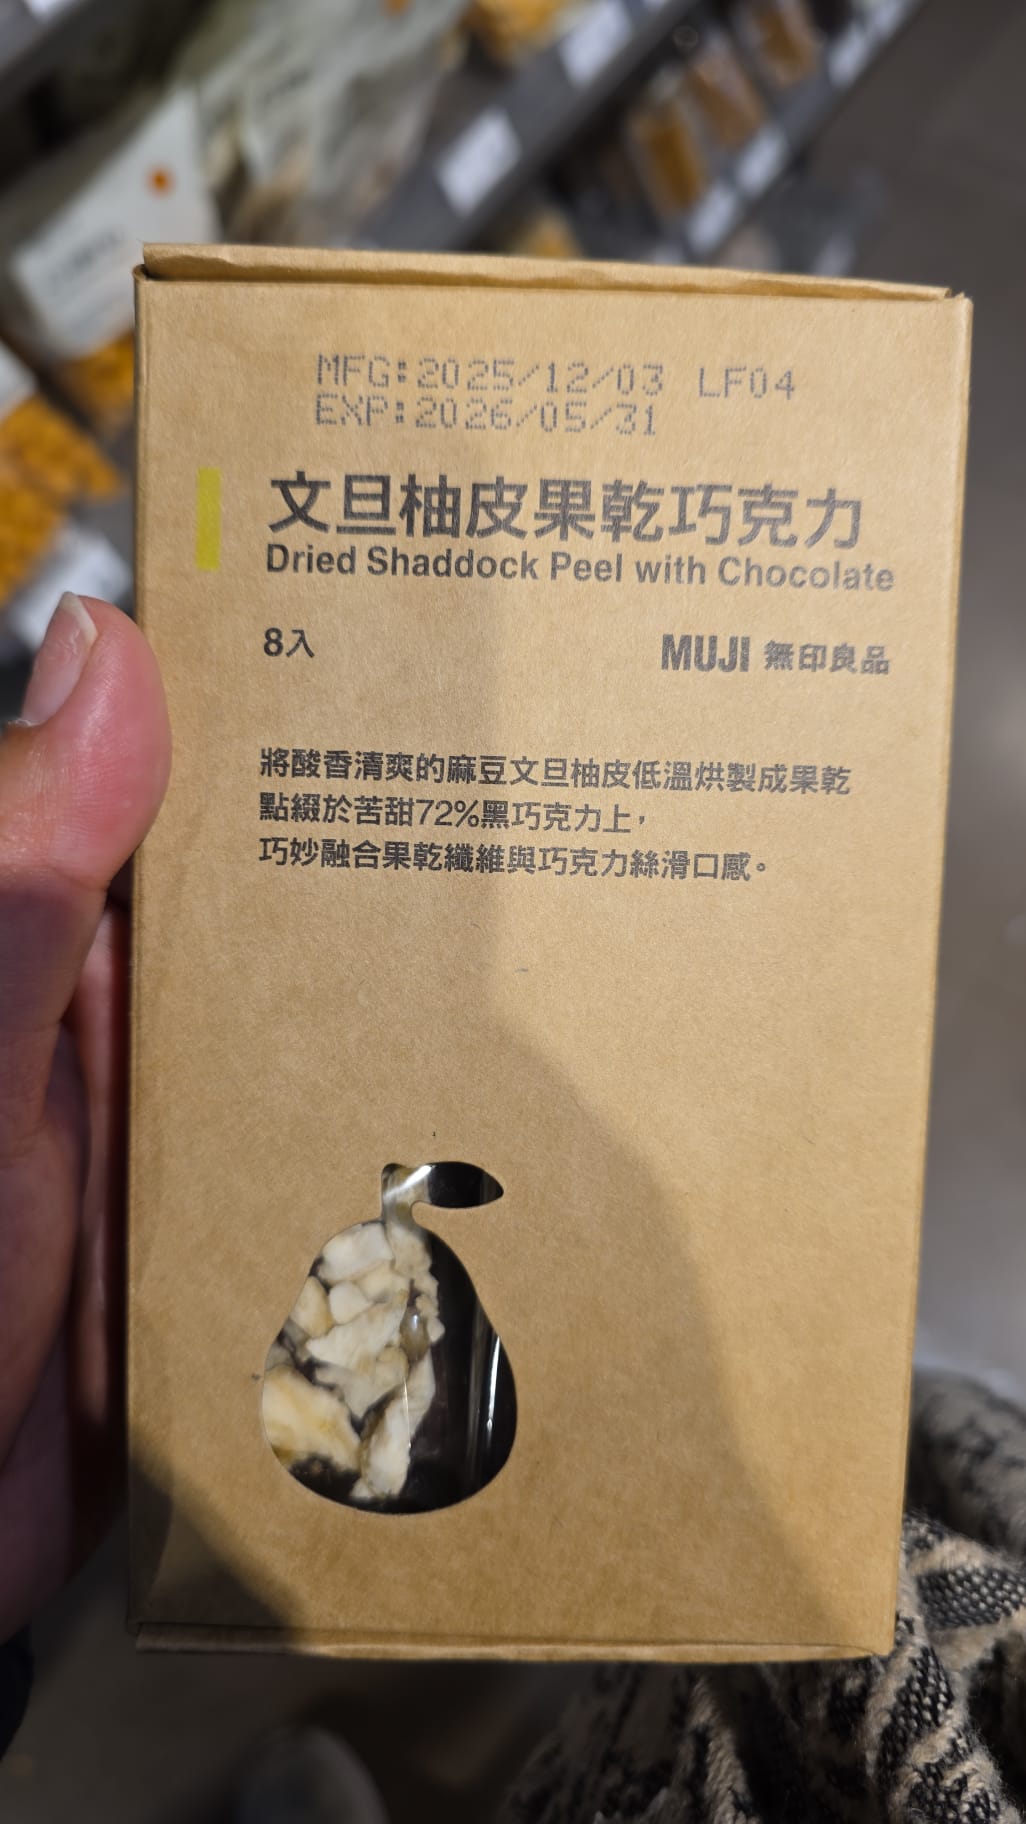 MFG:2025/12/03 LF04
EXP:2026/05/31
文旦柚皮果乾巧克力
Dried Shaddock Peel with Chocolate
8入
MUJI 無印良品
將酸香清爽的麻豆文旦柚皮低溫烘製成果乾
點綴於苦甜72%黑巧克力上，
巧妙融合果乾纖維與巧克力絲滑口感。